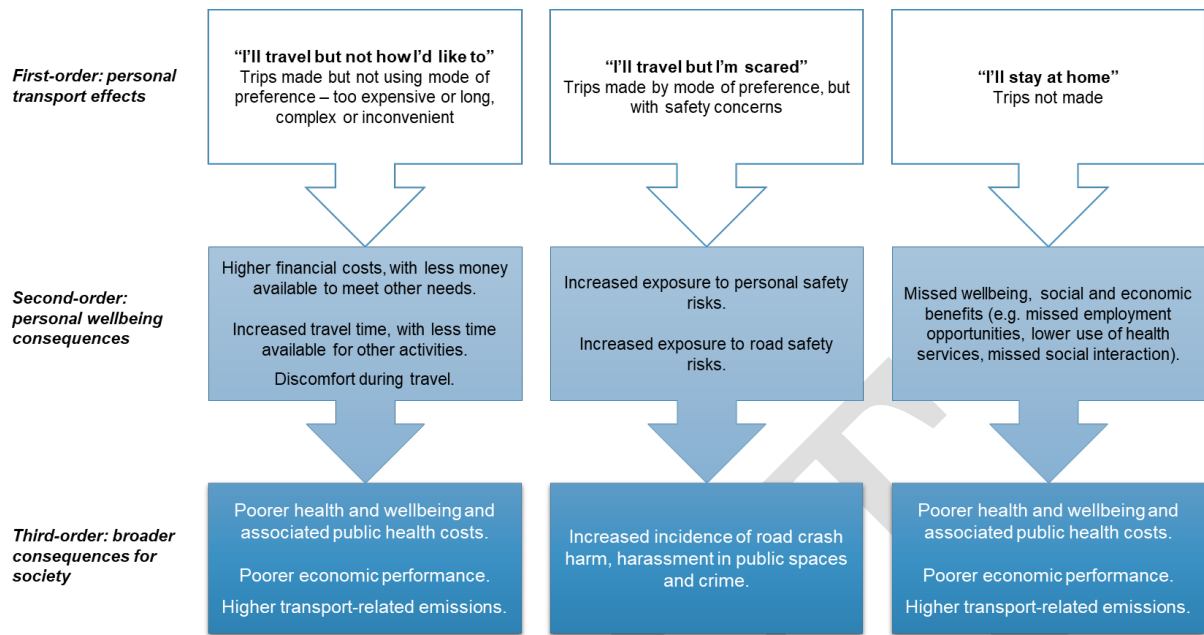 First-order: personal
transport effects
“I’ll travel but not how I’d like to”
Trips made but not using mode of
preference – too expensive or long,
complex or inconvenient
“I’ll travel but I’m scared”
Trips made by mode of preference, but
with safety concerns
“I’ll stay at home”
Trips not made
Second-order:
personal wellbeing
consequences
Higher financial costs, with less money
available to meet other needs.
Increased travel time, with less time
available for other activities.
Discomfort during travel.
Increased exposure to personal safety
risks.
Increased exposure to road safety
risks.
Missed wellbeing, social and economic
benefits (e.g. missed employment
opportunities, lower use of health
services, missed social interaction).
Third-order: broader
consequences for
society
Poorer health and wellbeing and
associated public health costs.
Poorer economic performance.
Higher transport-related emissions.
Increased incidence of road crash
harm, harassment in public spaces
and crime.
Poorer health and wellbeing and
associated public health costs.
Poorer economic performance.
Higher transport-related emissions.